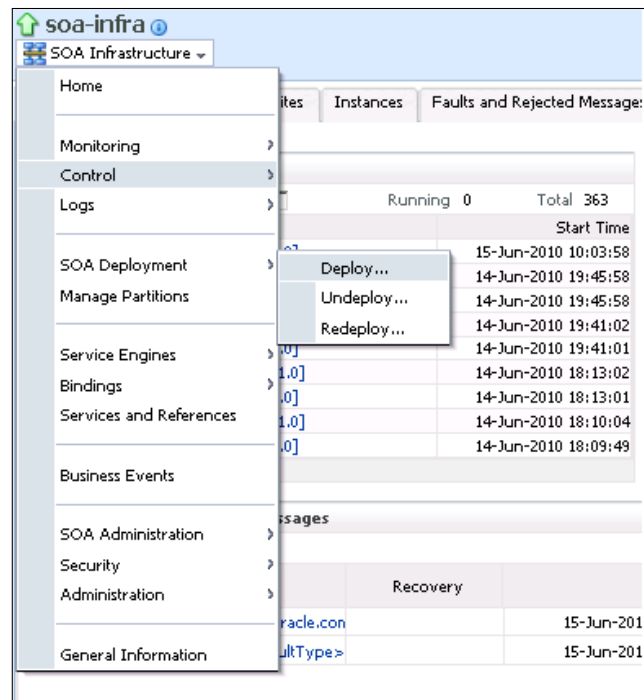 soa-infra
SOA Infrastructure
Home
ites Instances Faults and Rejected Message
Monitoring
Control
Logs
Running 0 Total 363
Start Time
15-Jun-2010 10:03:58
SOA Deployment
Deploy...
14-Jun-2010 19:45:58
Manage Partitions
Undeploy...
14-Jun-2010 19:45:58
Redeploy...
14-Jun-2010 19:41:02
Service Engines
.0] 14-Jun-2010 19:41:01
1.0] 14-Jun-2010 18:13:02
Bindings
.0] 14-Jun-2010 18:13:01
Services and References
1.0] 14-Jun-2010 18:10:04
.0] 14-Jun-2010 18:09:49
Business Events
ssages
SOA Administration
Security
Administration
Recovery
racle.con 15-Jun-201
General Information
ultType> 15-Jun-201